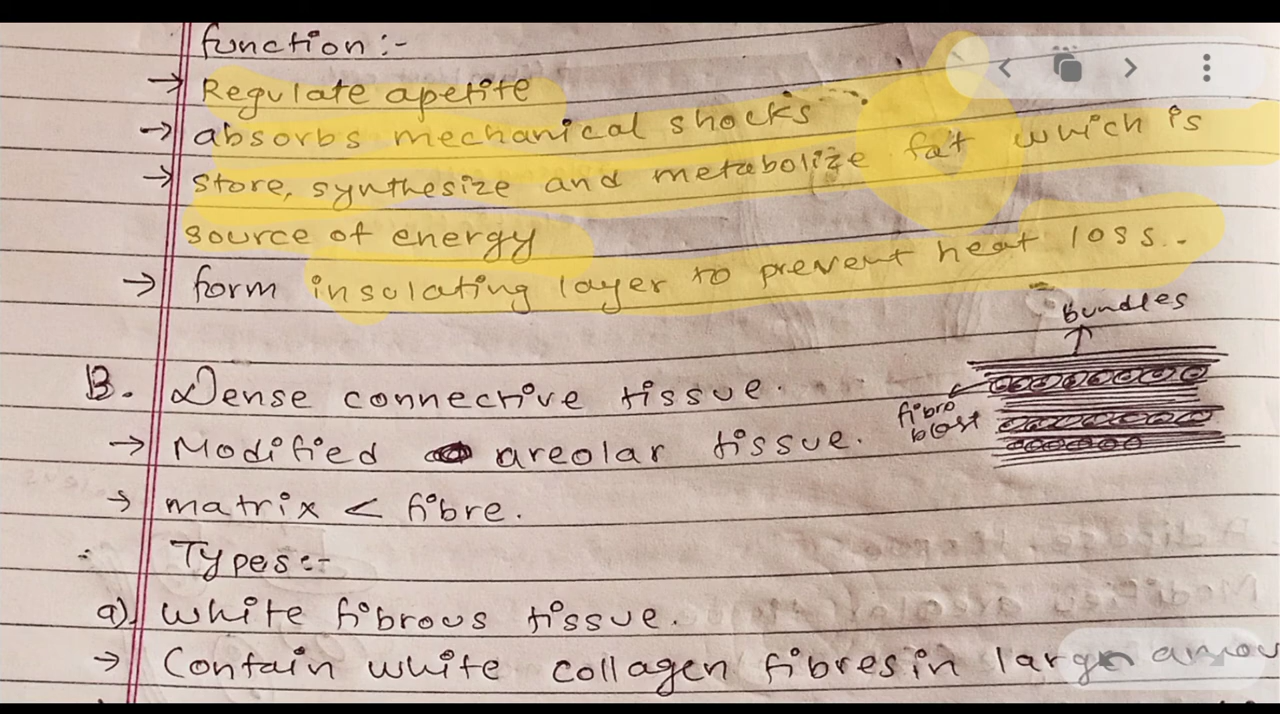 function :-
→ Regulate apetite
→ absorbs mechanical shocks
→ store, synthesize and metabolize fat which is
source of energy
→ form insulating layer to prevent heat loss.
bundles
B. Dense connective tissue.
fibro
blast
→ Modified areolar tissue.
→ matrix < fibre.
Types :-
a) White fibrous tissue.
→ Contain white collagen fibres in large